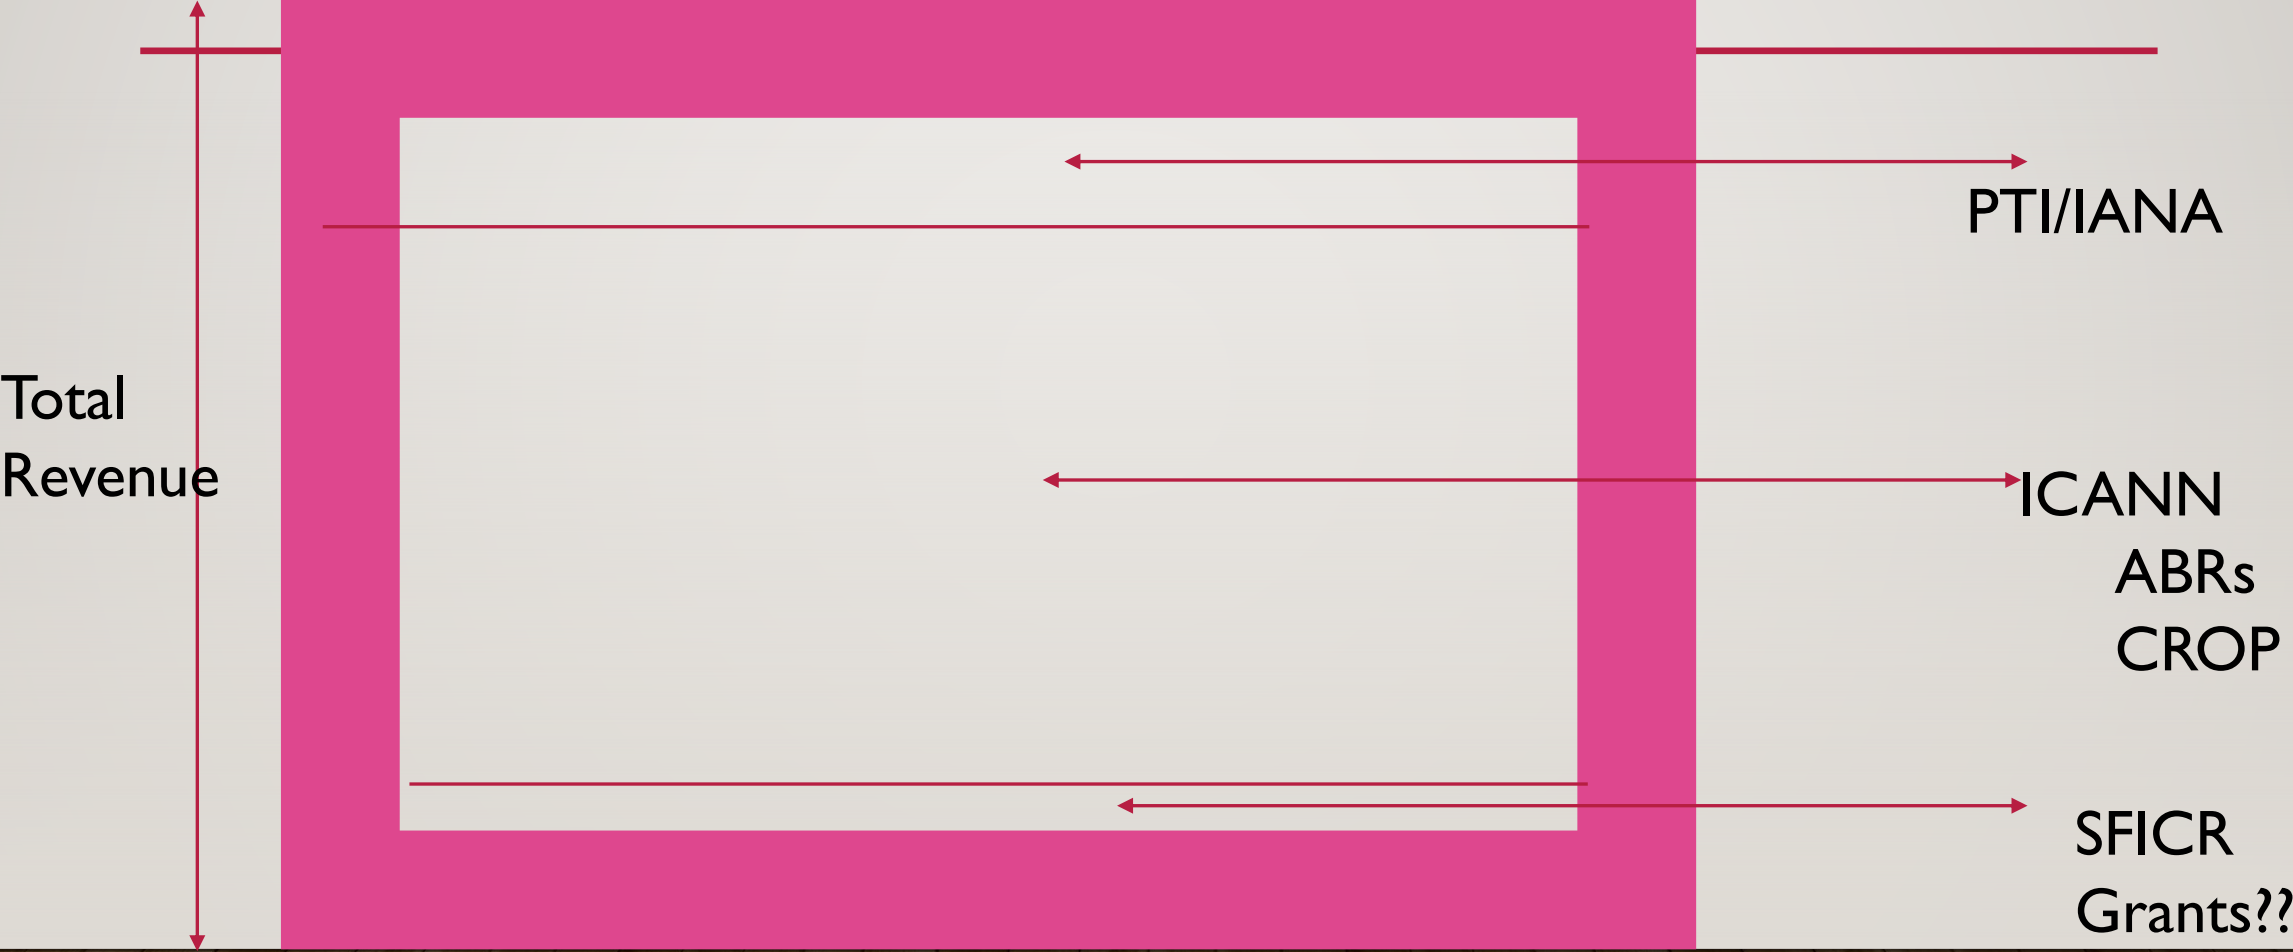 PTI/IANA
Total
Revenue
ICANN
ABRs
CROP
SFICR
Grants??